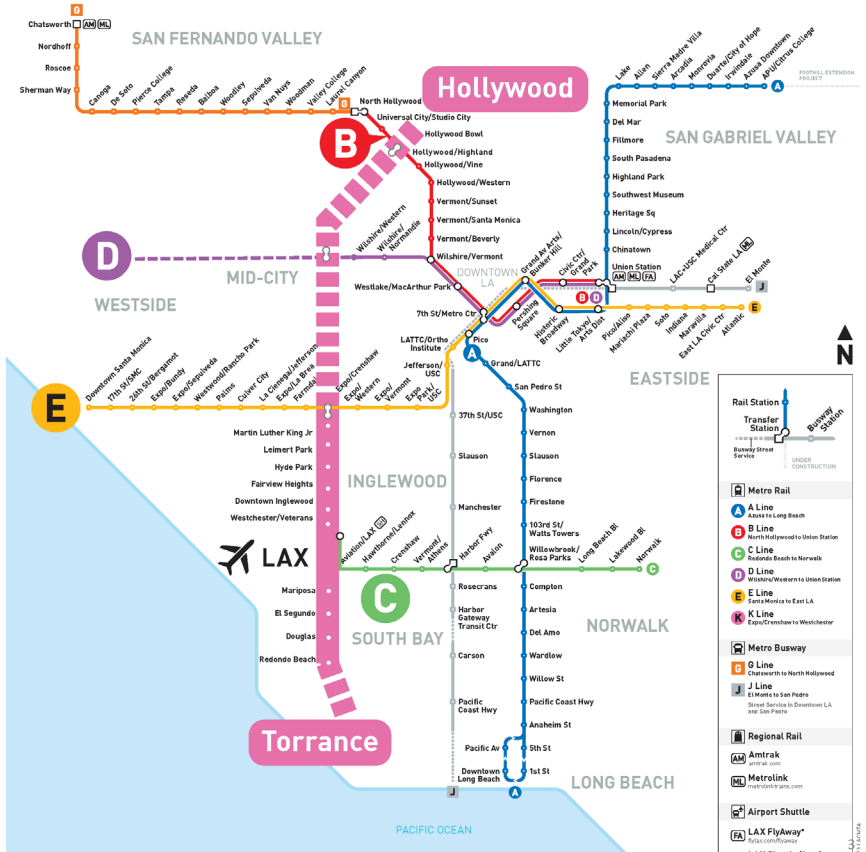 G
Chatsworth
AM
ML
Nordhoff
Roscoe
Sherman Way
SAN FERNANDO VALLEY
Canoga
De Soto
Pierce College
Tampa
Reseda
Balboa
Woodley
Sepulveda
Van Nuys
Woodman
Valley College
Laurel Canyon
G
North Hollywood
Universal City/Studio City
Hollywood
B
Hollywood Bowl
Hollywood/Highland
Hollywood/Vine
Hollywood/Western
Vermont/Sunset
Vermont/Santa Monica
Vermont/Beverly
Wilshire/Vermont
Lake
Allen
Sierra Madre Villa
Arcadia
Monrovia
Duarte/City of Hope
Irwindale
Azusa Downtown
APU/Citrus College
A
FOOTHILL EXTENSION
PROJECT
Memorial Park
Del Mar
Fillmore
SAN GABRIEL VALLEY
South Pasadena
Highland Park
Southwest Museum
Heritage Sq
Lincoln/Cypress
Chinatown
Union Station
AM
ML
FA
LAC+USC Medical Ctr
Cal State LA
ML
El Monte
J
D
WESTSIDE
MID-CITY
Wilshire/Western
Wilshire/
Normandie
DOWNTOWN
LA
Westlake/MacArthur Park
Grand Av Arts/
Bunker Hill
Civic Ctr/
Grand
Park
B
D
7th St/Metro Ctr
Pershing
Square
Historic
Broadway
Little Tokyo/
Arts Dist
Pico/Aliso
Mariachi Plaza
Soto
Indiana
Maravilla
East LA Civic Ctr
Atlantic
E
LATTC/Ortho
Institute
Pico
A
Jefferson/
USC
Grand/LATTC
San Pedro St
Washington
Vernon
Slauson
Florence
Firestone
103rd St/
Watts Towers
Willowbrook/
Rosa Parks
EASTSIDE
N
E
Downtown Santa Monica
17th St/SMC
26th St/Bergamot
Expo/Bundy
Expo/Sepulveda
Westwood/Rancho Park
Palms
Culver City
La Cienega/Jefferson
Expo/La Brea
Farmdale
Expo/Crenshaw
Expo/
Western
Expo/
Vermont
Expo
Park/
USC
Martin Luther King Jr
Leimert Park
Hyde Park
Fairview Heights
Downtown Inglewood
Westchester/Veterans
INGLEWOOD
37th St/USC
Slauson
Manchester
LAX
Aviation/LAX
Hawthorne/Lennox
Crenshaw
Vermont/
Athens
Harbor Fwy
Avalon
Long Beach Bl
Lakewood Bl
Norwalk
C
C
SOUTH BAY
NORWALK
Mariposa
El Segundo
Douglas
Redondo Beach
Torrance
Rosecrans
Harbor
Gateway
Transit Ctr
Carson
Pacific
Coast Hwy
J
Compton
Artesia
Del Amo
Wardlow
Willow St
Pacific Coast Hwy
Anaheim St
Pacific Av
5th St
Downtown
Long Beach
1st St
A
LONG BEACH
PACIFIC OCEAN
Rail Station
Transfer
Station
Busway
Station
Busway Street
Service
UNDER
CONSTRUCTION
Metro Rail
A
A Line
Azusa to Long Beach
B
B Line
North Hollywood to Union Station
C
C Line
Redondo Beach to Norwalk
D
D Line
Wilshire/Western to Union Station
E
E Line
Santa Monica to East LA
K
K Line
Expo/Crenshaw to Westchester
Metro Busway
G
G Line
Chatsworth to North Hollywood
J
J Line
El Monte to San Pedro
Street Service in Downtown LA
and San Pedro
Regional Rail
AM
Amtrak
amtrak.com
ML
Metrolink
metrolinktrains.com
Airport Shuttle
FA
LAX FlyAway*
flylax.com/flyaway